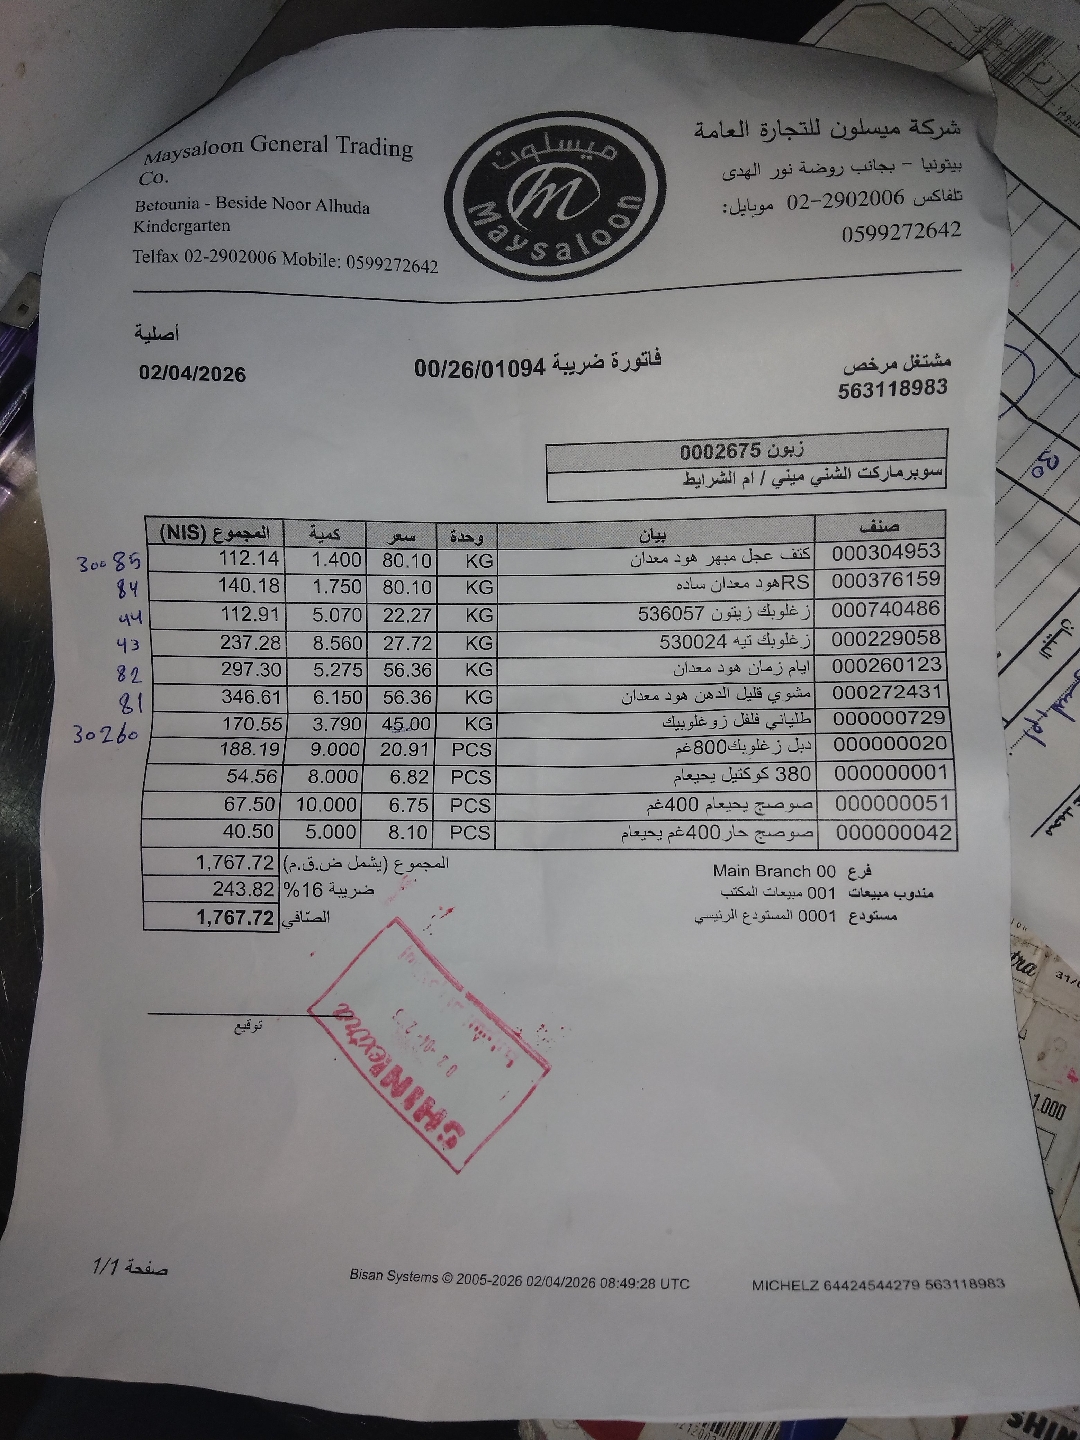 شركة ميسلون للتجارة العامة
بيتونيا - بجانب روضة نور الهدى
تلفاكس 02-2902006 موبايل:
0599272642
Maysaloon General Trading
Co.
Betounia - Beside Noor Alhuda
Kindergarten
Telfax 02-2902006 Mobile: 0599272642
ميسلون
m
Maysaloon
أصلية
02/04/2026
فاتورة ضريبة 00/26/01094
مشتغل مرخص
563118983
زبون 0002675
سوبرماركت الشني ميني / ام الشرايط
صنف بيان وحدة سعر كمية المجموع (NIS)
000304953 كتف عجل مبهر هود معدان KG 80.10 1.400 112.14 30085
000376159 RSهود معدان ساده KG 80.10 1.750 140.18 84
000740486 زغلوبك زيتون 536057 KG 22.27 5.070 112.91 44
000229058 زغلوبك تيه 530024 KG 27.72 8.560 237.28 43
000260123 ايام زمان هود معدان KG 56.36 5.275 297.30 82
000272431 مشوي قليل الدهن هود معدان KG 56.36 6.150 346.61 81
000000729 طلياني فلفل زوغلوبيك KG 45.00 3.790 170.55 30260
000000020 دبل زغلوبك800غم PCS 20.91 9.000 188.19
000000001 380 كوكتيل يحيعام PCS 6.82 8.000 54.56
000000051 صوصج يحيعام 400غم PCS 6.75 10.000 67.50
000000042 صوصج حار400غم يحيعام PCS 8.10 5.000 40.50
المجموع (يشمل ض.ق.م) 1,767.72
ضريبة 16% 243.82
الصافي 1,767.72
فرع 00 Main Branch
مندوب مبيعات 001 مبيعات المكتب
مستودع 0001 المستودع الرئيسي
توقيع
SHINIextra
صفحة 1/1
Bisan Systems © 2005-2026 02/04/2026 08:49:28 UTC
MICHELZ 64424544279 563118983
30
البيان
tra
31/
1.000
SHIN